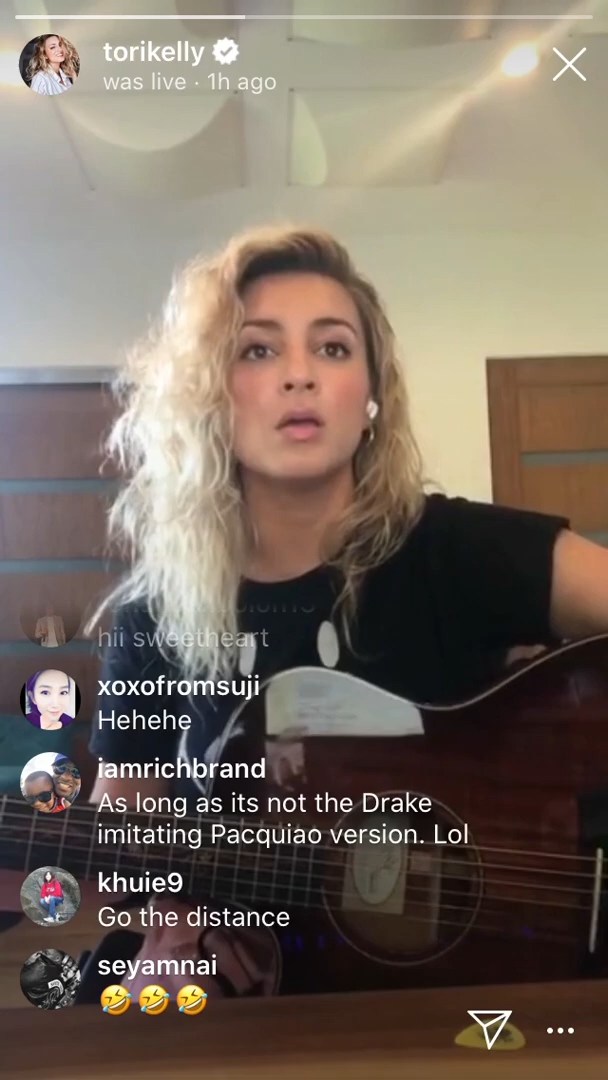 torikelly
was live · 1h ago
hii sweetheart
xoxofromsuji
Hehehe
iamrichbrand
As long as its not the Drake
imitating Pacquiao version. Lol
khuie9
Go the distance
seyamnai
🤣🤣🤣